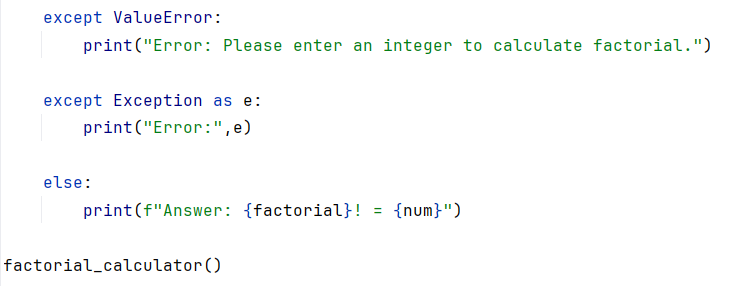 except ValueError:
print("Error: Please enter an integer to calculate factorial.")
except Exception as e:
print("Error:",e)
else:
print(f"Answer: {factorial}! = {num}")
factorial_calculator()